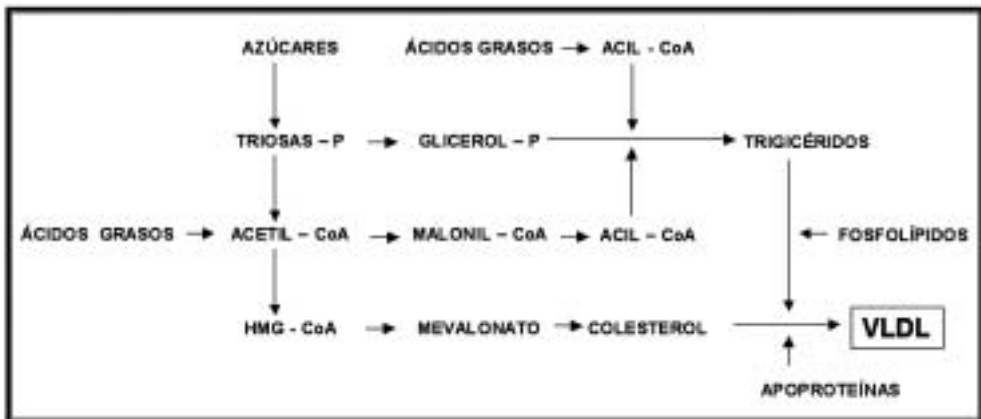 AZÚCARES ÁCIDOS GRASOS ACIL - CoA
TRIOSAS – P GLICEROL – P TRIGICÉRIDOS
ÁCIDOS GRASOS ACETIL – CoA MALONIL – CoA ACIL – CoA FOSFOLÍPIDOS
HMG - CoA MEVALONATO COLESTEROL VLDL
APOPROTEÍNAS